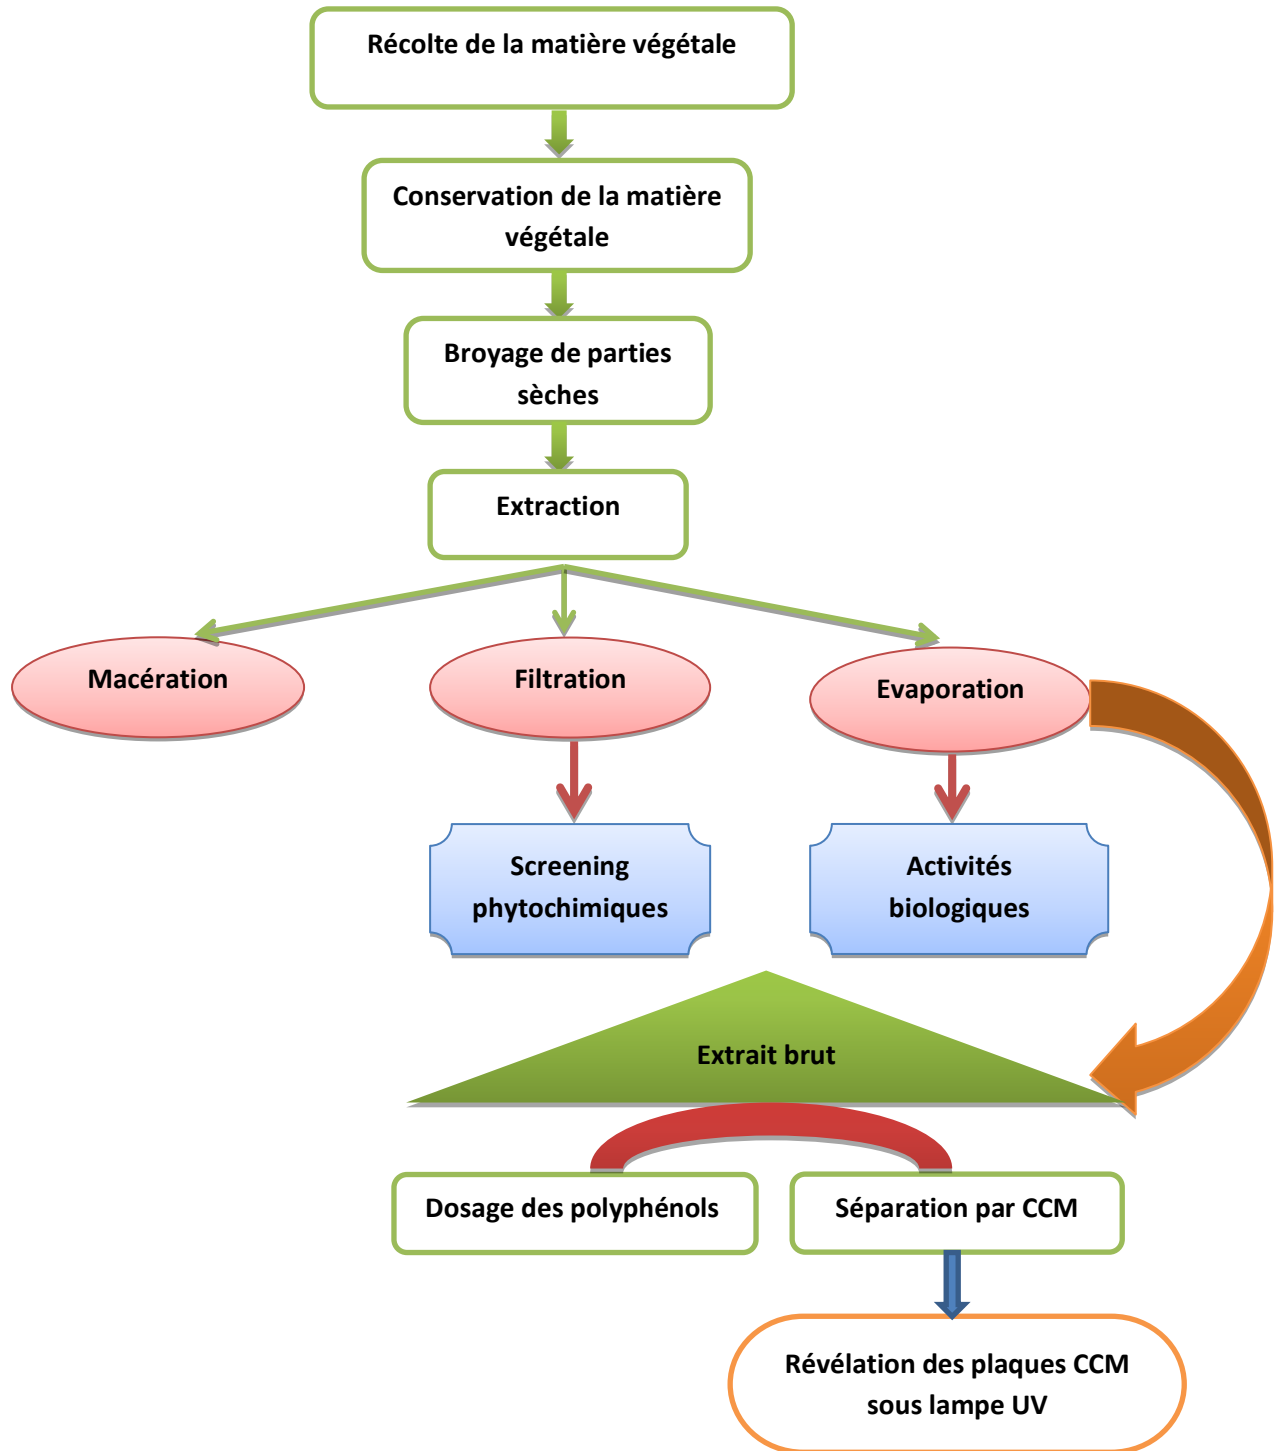 Récolte de la matière végétale
Conservation de la matière
végétale
Broyage de parties
sèches
Extraction
Macération
Filtration
Evaporation
Screening
phytochimiques
Activités
biologiques
Extrait brut
Dosage des polyphénols
Séparation par CCM
Révélation des plaques CCM
sous lampe UV